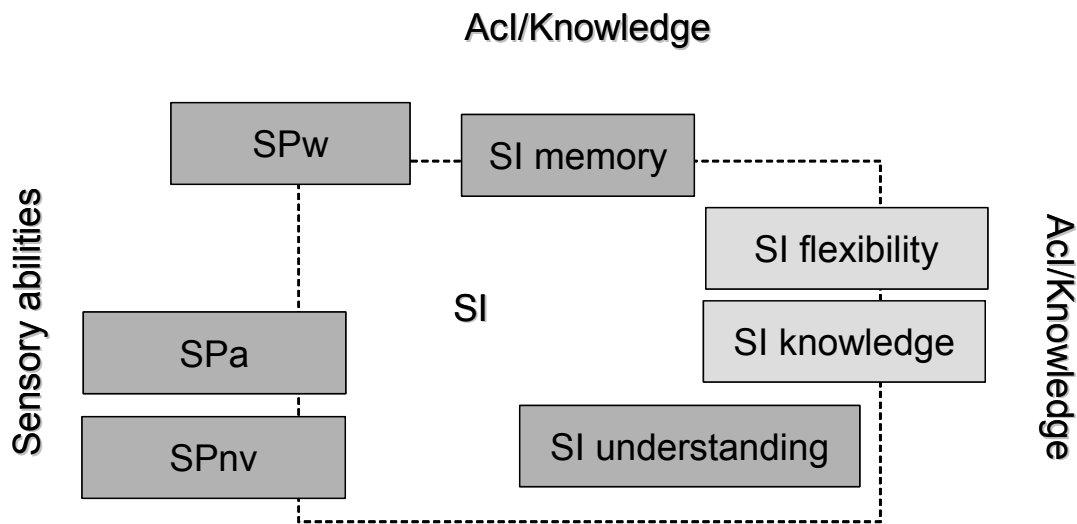 AcI/Knowledge
SPw
SI memory
Sensory abilities
SI flexibility
AcI/Knowledge
SI
SPa
SI knowledge
SPnv
SI understanding